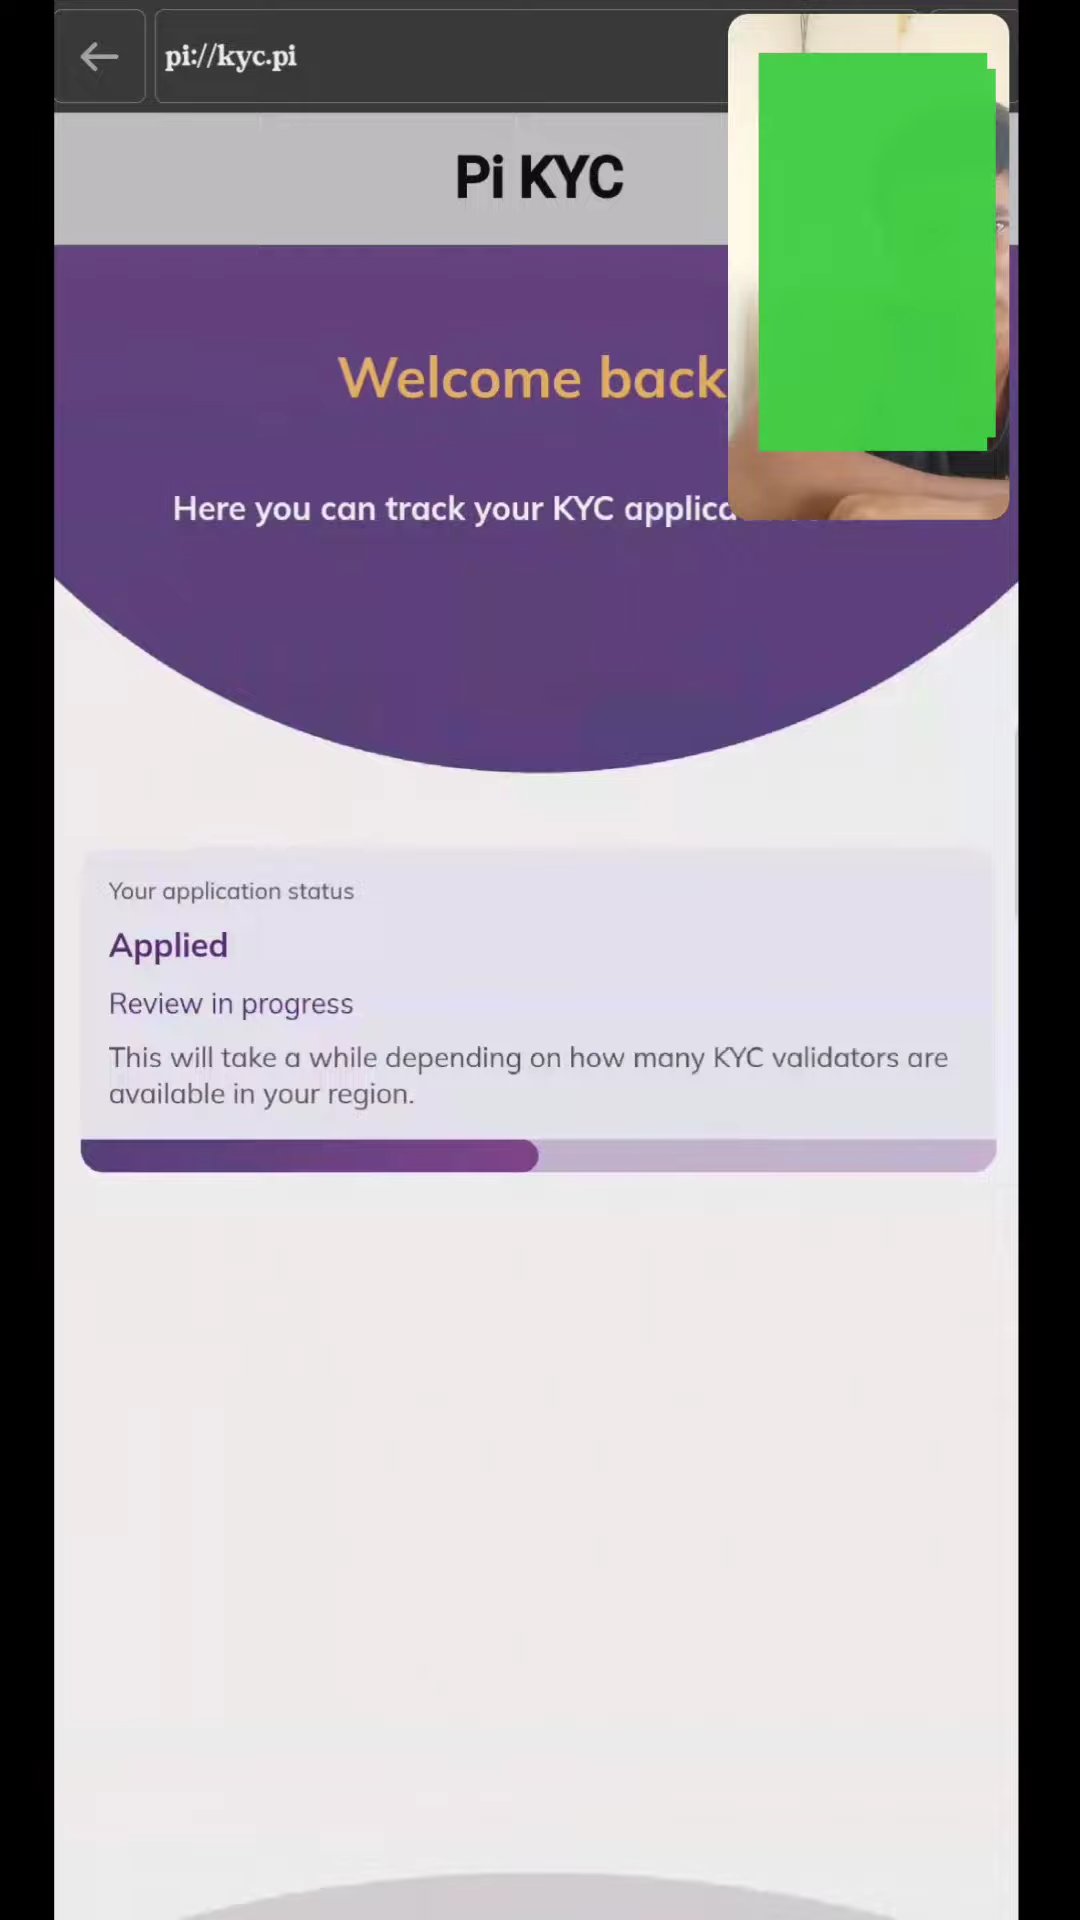 pi://kyc.pi
Pi KYC
Welcome back
Here you can track your KYC
Your application status
Applied
Review in progress
This will take a while depending on how many KYC validators are
available in your region.